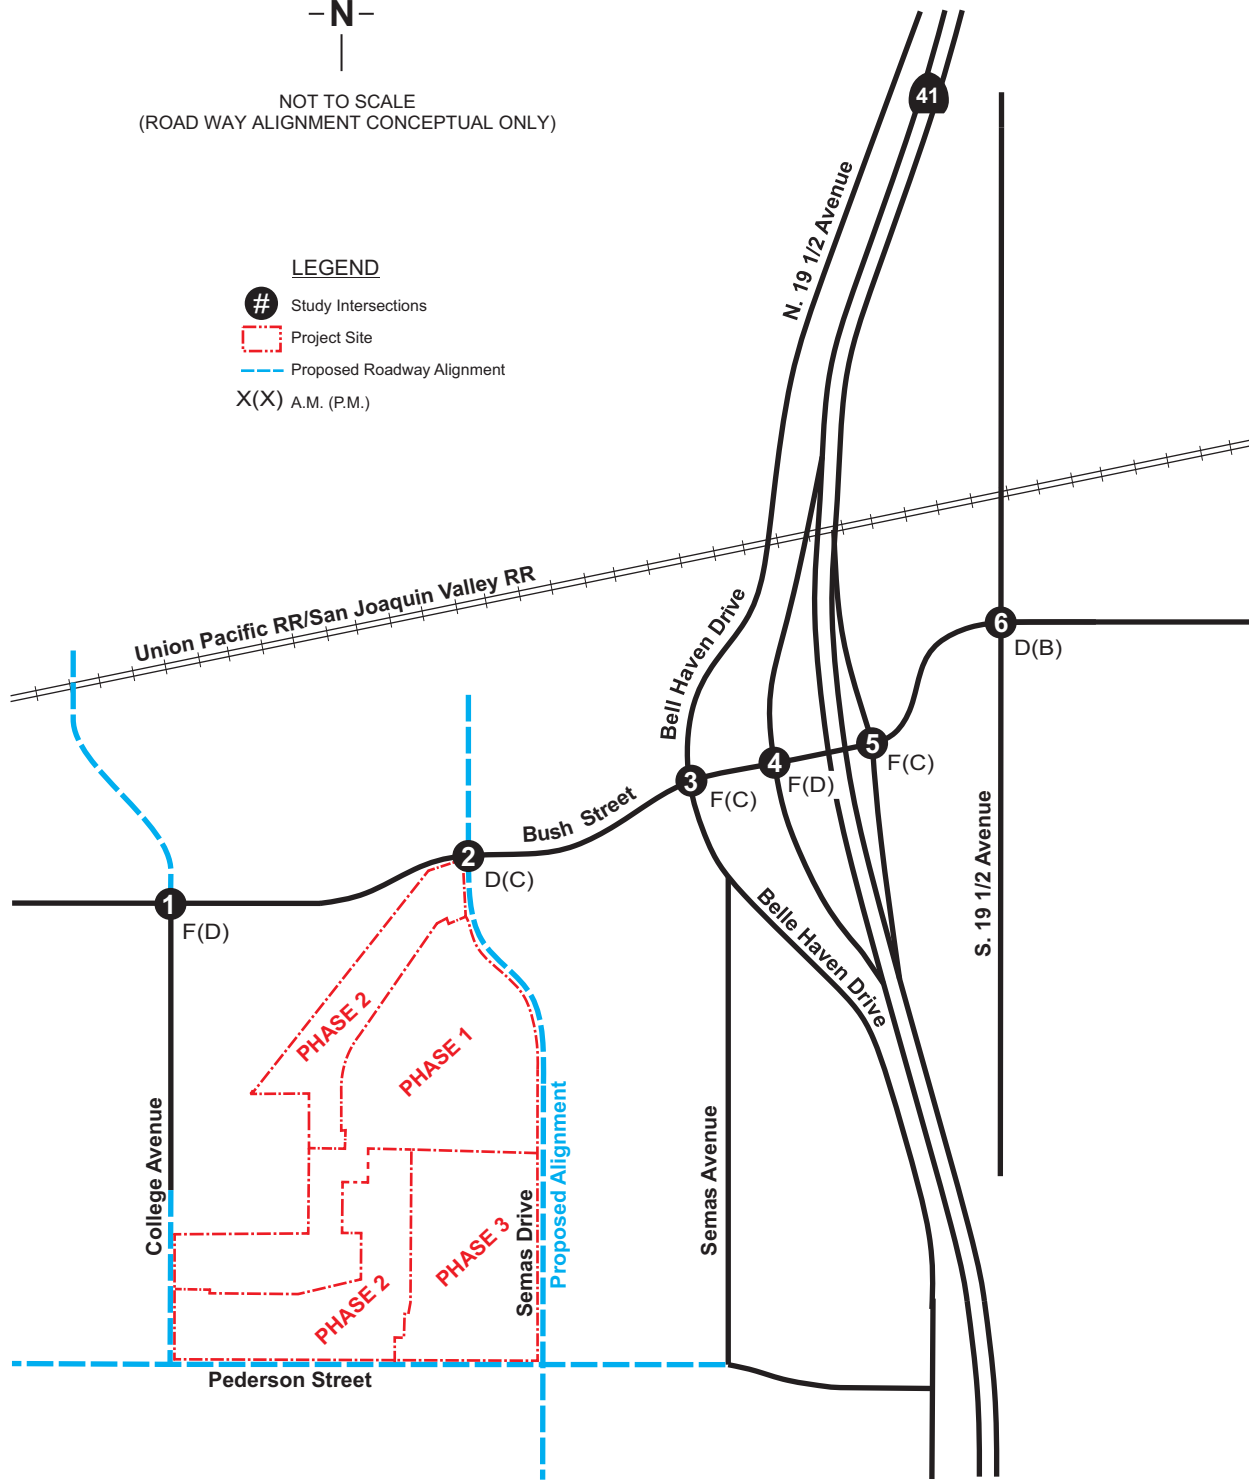 N
NOT TO SCALE
(ROAD WAY ALIGNMENT CONCEPTUAL ONLY)
41
N. 19 1/2 Avenue
LEGEND
# Study Intersections
Project Site
Proposed Roadway Alignment
X(X) A.M. (P.M.)
Union Pacific RR/San Joaquin Valley RR
Bell Haven Drive
6
D(B)
5
F(C)
4
F(D)
3
F(C)
Bush Street
2
D(C)
1
F(D)
S. 19 1/2 Avenue
Belle Haven Drive
PHASE 2
PHASE 1
College Avenue
Proposed Alignment
Semas Drive
Semas Avenue
PHASE 3
PHASE 2
Pederson Street